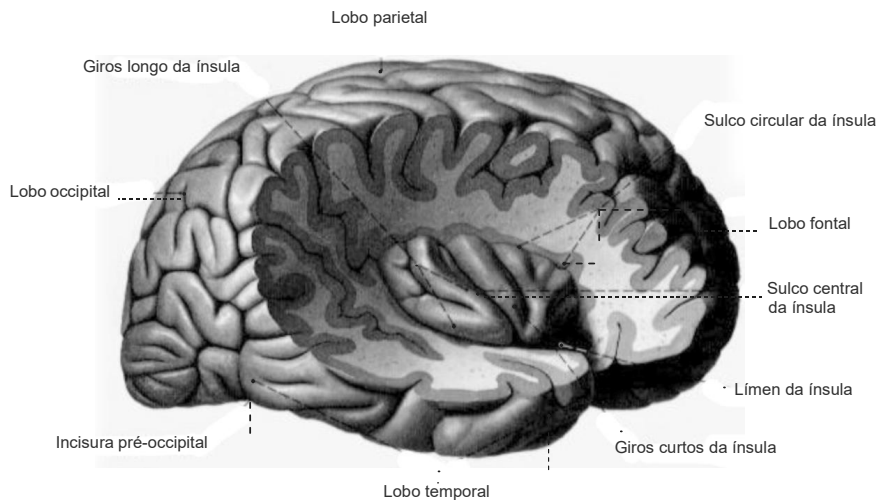 Lobo parietal
Giros longo da ínsula
Sulco circular da ínsula
Lobo occipital
Lobo fontal
Sulco central
da ínsula
Límen da ínsula
Incisura pré-occipital
Giros curtos da ínsula
Lobo temporal